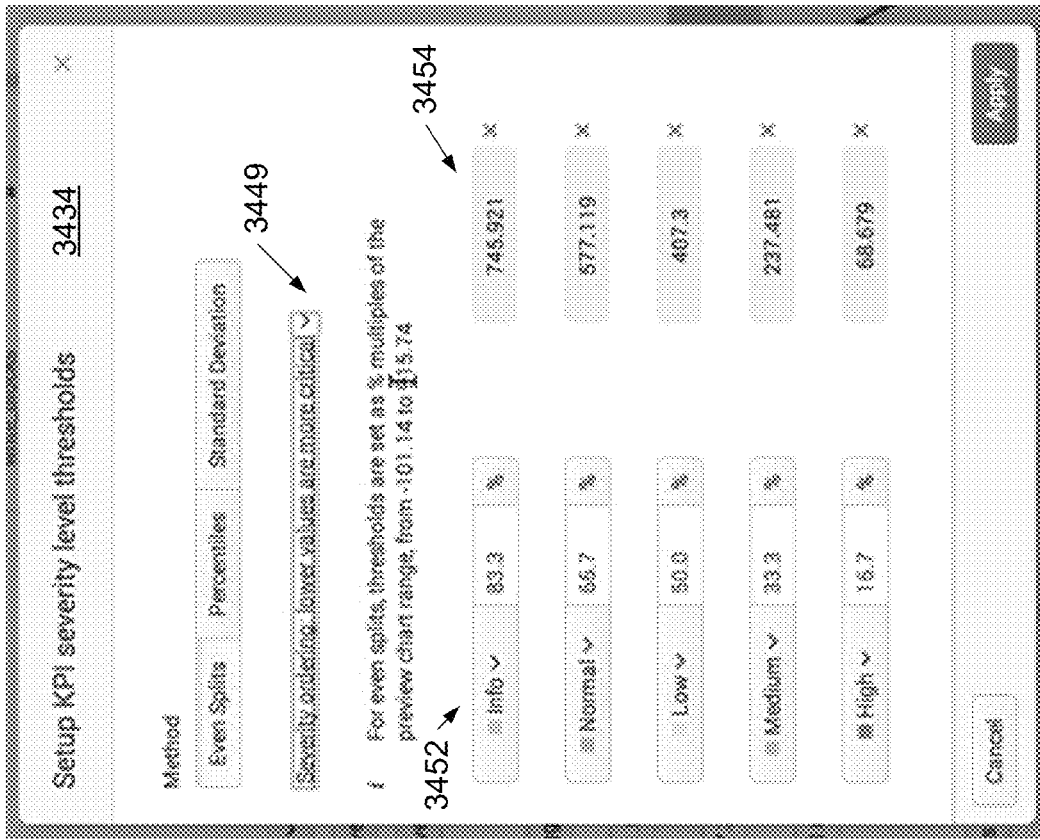 Setup KPI severity level thresholds 3434 ×
Method
Even Splits Percentiles Standard Deviation
Severity ordering: lower values are more critical 3449
i For even splits, thresholds are set as % multiples of the
preview chart range, from -101.14 to
3452 3454
Info 83.3 % 745.921 ×
Normal 66.7 % 577.119 ×
Low 50.0 % 407.3 ×
Medium 33.3 % 237.481 ×
High 16.7 % 68.679 ×
Cancel Apply